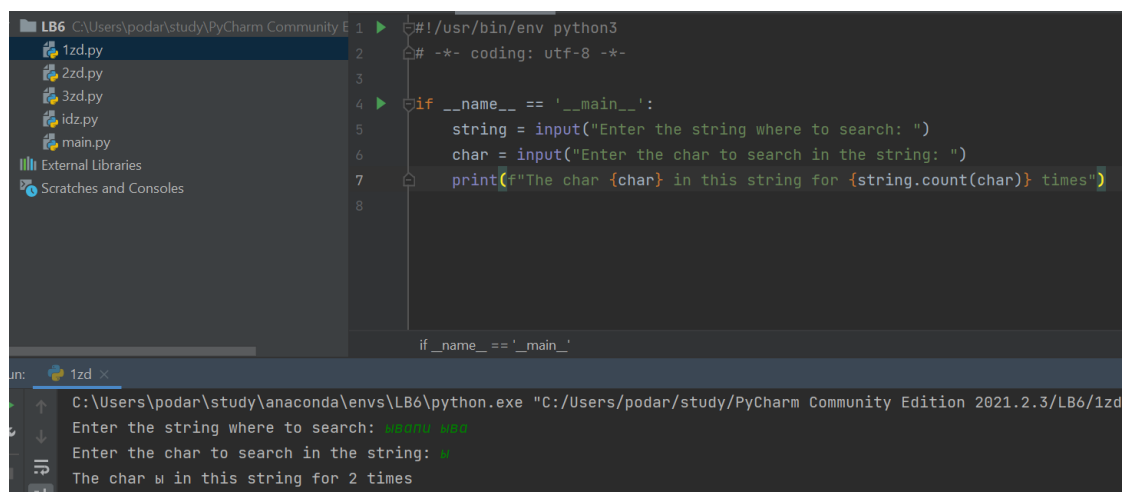 LB6 C:\Users\podar\study\PyCharm Community E
1zd.py
2zd.py
3zd.py
idz.py
main.py
External Libraries
Scratches and Consoles
1 #!/usr/bin/env python3
2 # -*- coding: utf-8 -*-
3
4 if __name__ == '__main__':
5 string = input("Enter the string where to search: ")
6 char = input("Enter the char to search in the string: ")
7 print(f"The char {char} in this string for {string.count(char)} times")
8
if __name__ == '__main__'
un: 1zd ×
C:\Users\podar\study\anaconda\envs\LB6\python.exe "C:/Users/podar/study/PyCharm Community Edition 2021.2.3/LB6/1zd
Enter the string where to search: ывапи ыва
Enter the char to search in the string: ы
The char ы in this string for 2 times